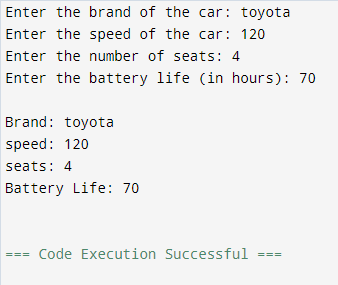 Enter the brand of the car: toyota
Enter the speed of the car: 120
Enter the number of seats: 4
Enter the battery life (in hours): 70
Brand: toyota
speed: 120
seats: 4
Battery Life: 70
=== Code Execution Successful ===